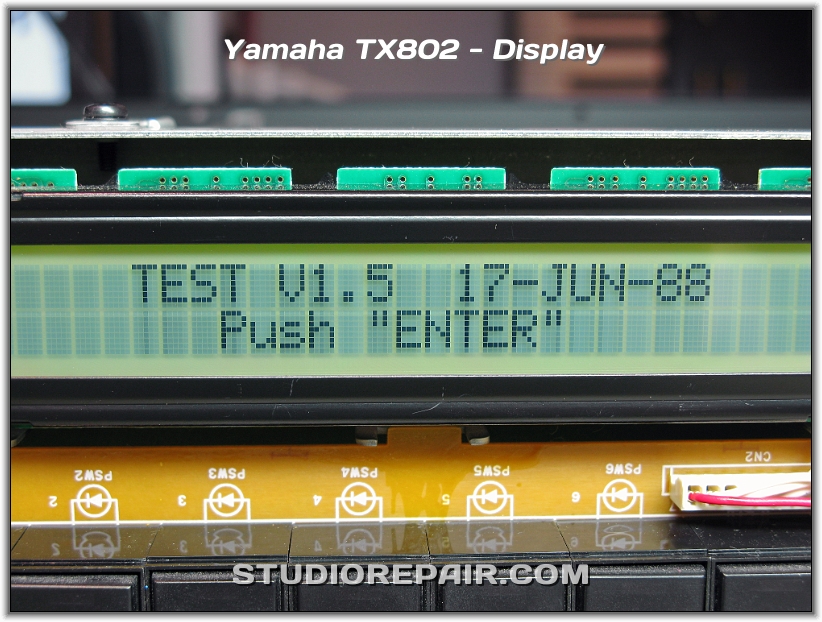 Yamaha TX802 - Display
TEST V1.5 17-JUN-88
Push "ENTER"
PSW2 PSW3 PSW4 PSW5 PSW6 CN2
2 3 4 5 6
STUDIOREPAIR.COM